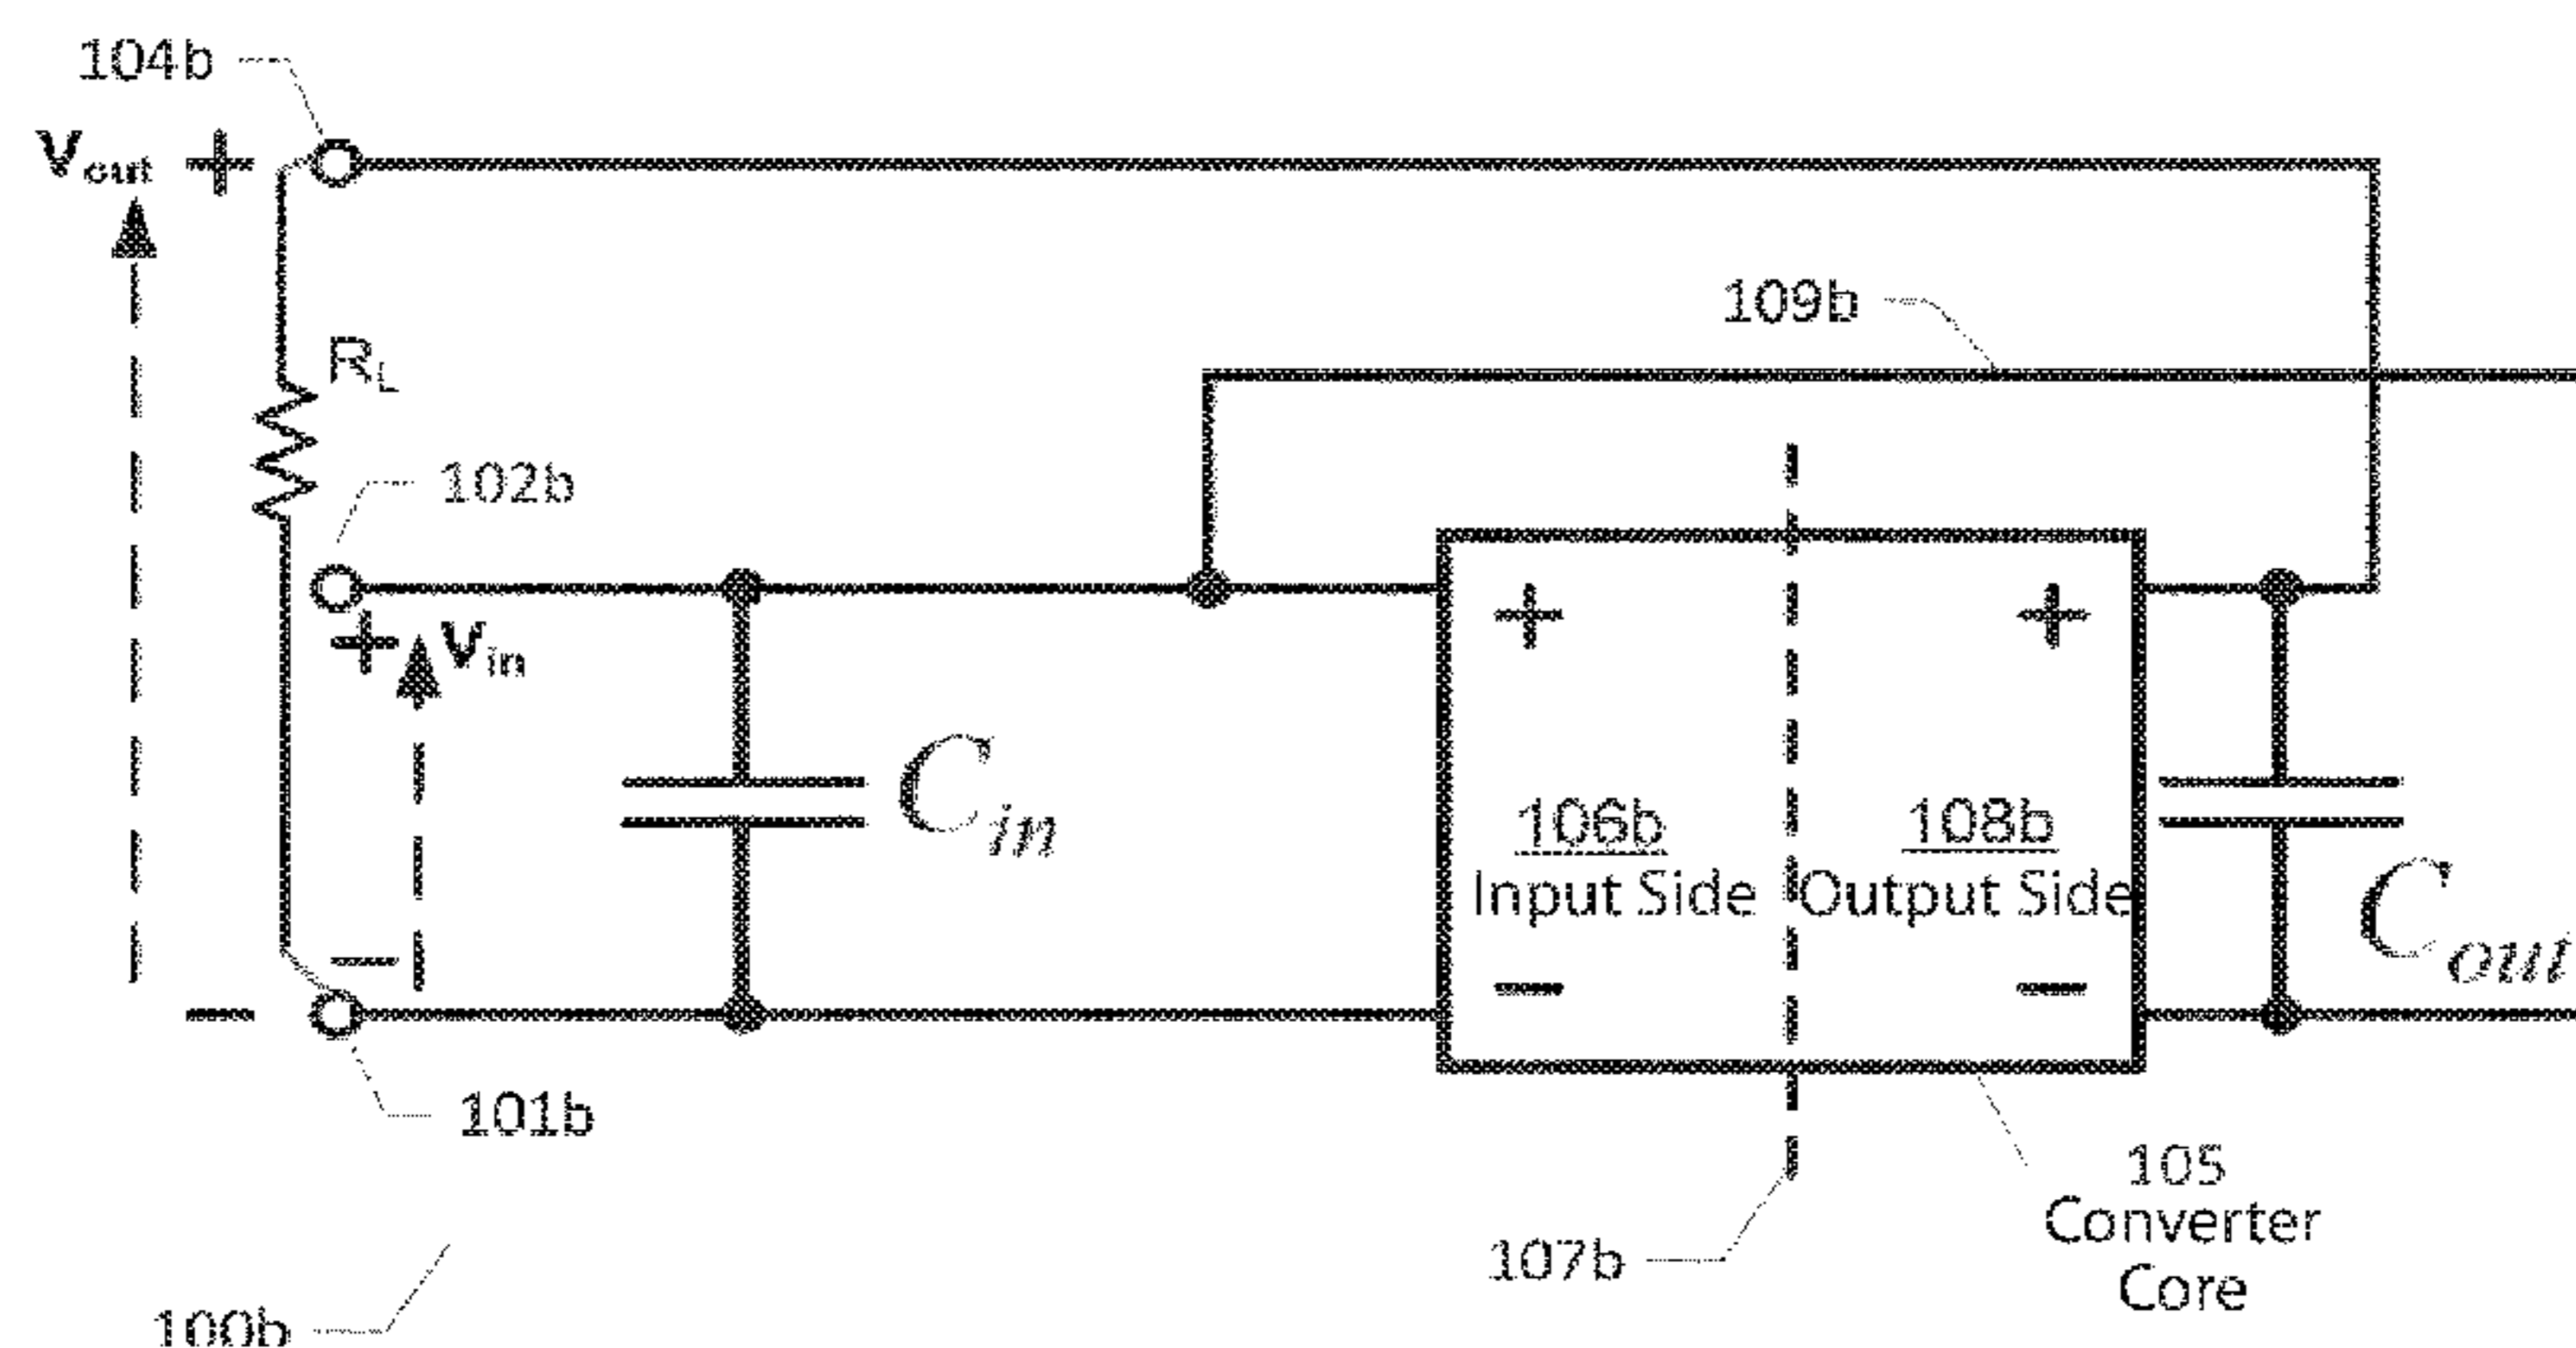 104b
Vout +
109b
RL
102b
+ Vin
+ +
Cin
106b 108b
Input Side Output Side
Cout
− − −
−
101b
105
Converter
Core
107b
100b